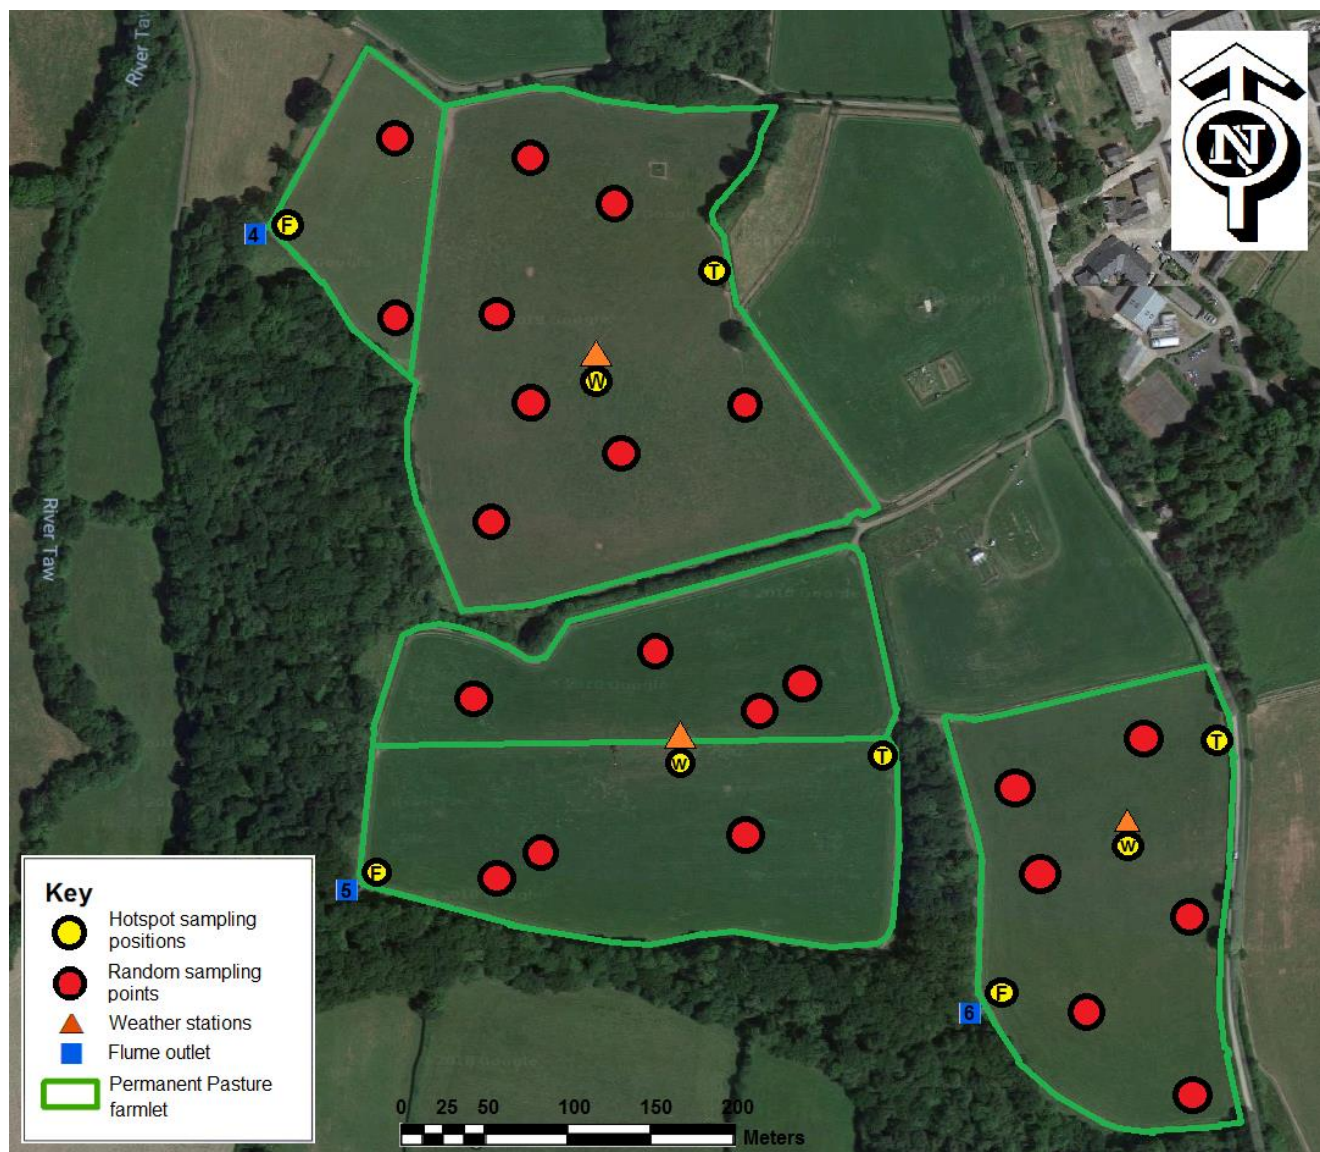 River Taw
N
4
F
T
W
River Taw
W
T
T
W
F
5
F
6
Key
Hotspot sampling
positions
Random sampling
points
Weather stations
Flume outlet
Permanent Pasture
farmlet
0 25 50 100 150 200
Meters